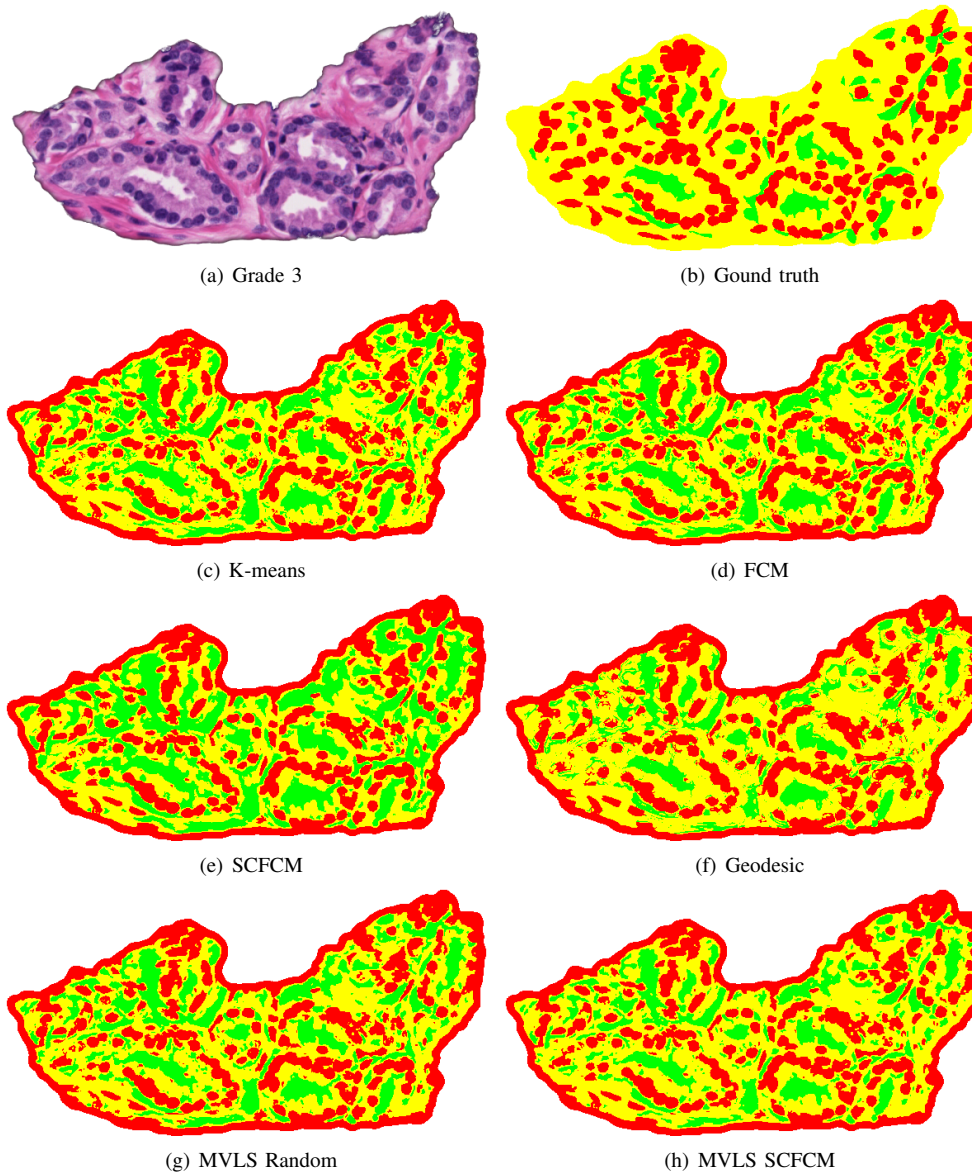 (a) Grade 3
(b) Gound truth
(c) K-means
(d) FCM
(e) SCFCM
(f) Geodesic
(g) MVLS Random
(h) MVLS SCFCM